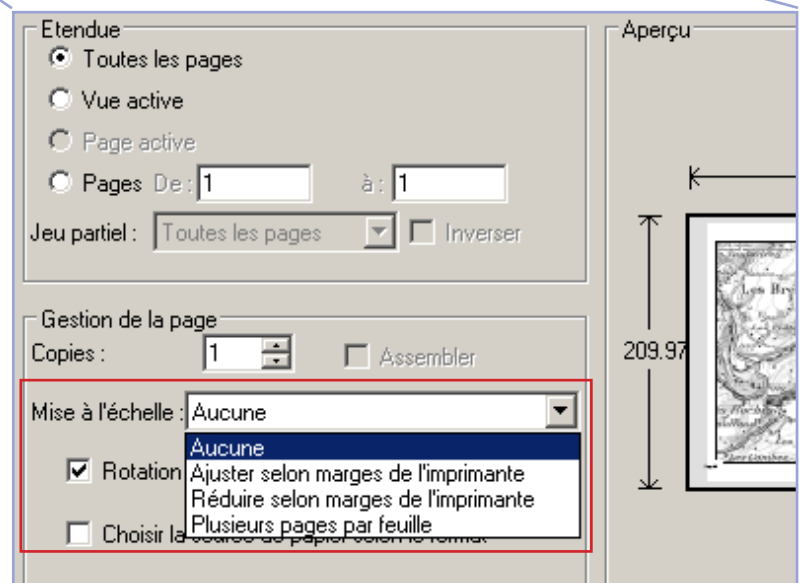 Etendue
Toutes les pages
Vue active
Page active
Pages De : 1 à : 1
Jeu partiel : Toutes les pages Inverser
Gestion de la page
Copies : 1 Assembler
Mise à l'échelle : Aucune
Aucune
Rotation
Ajuster selon marges de l'imprimante
Réduire selon marges de l'imprimante
Plusieurs pages par feuille
Choisir la
Aperçu
209.97
Les Bre